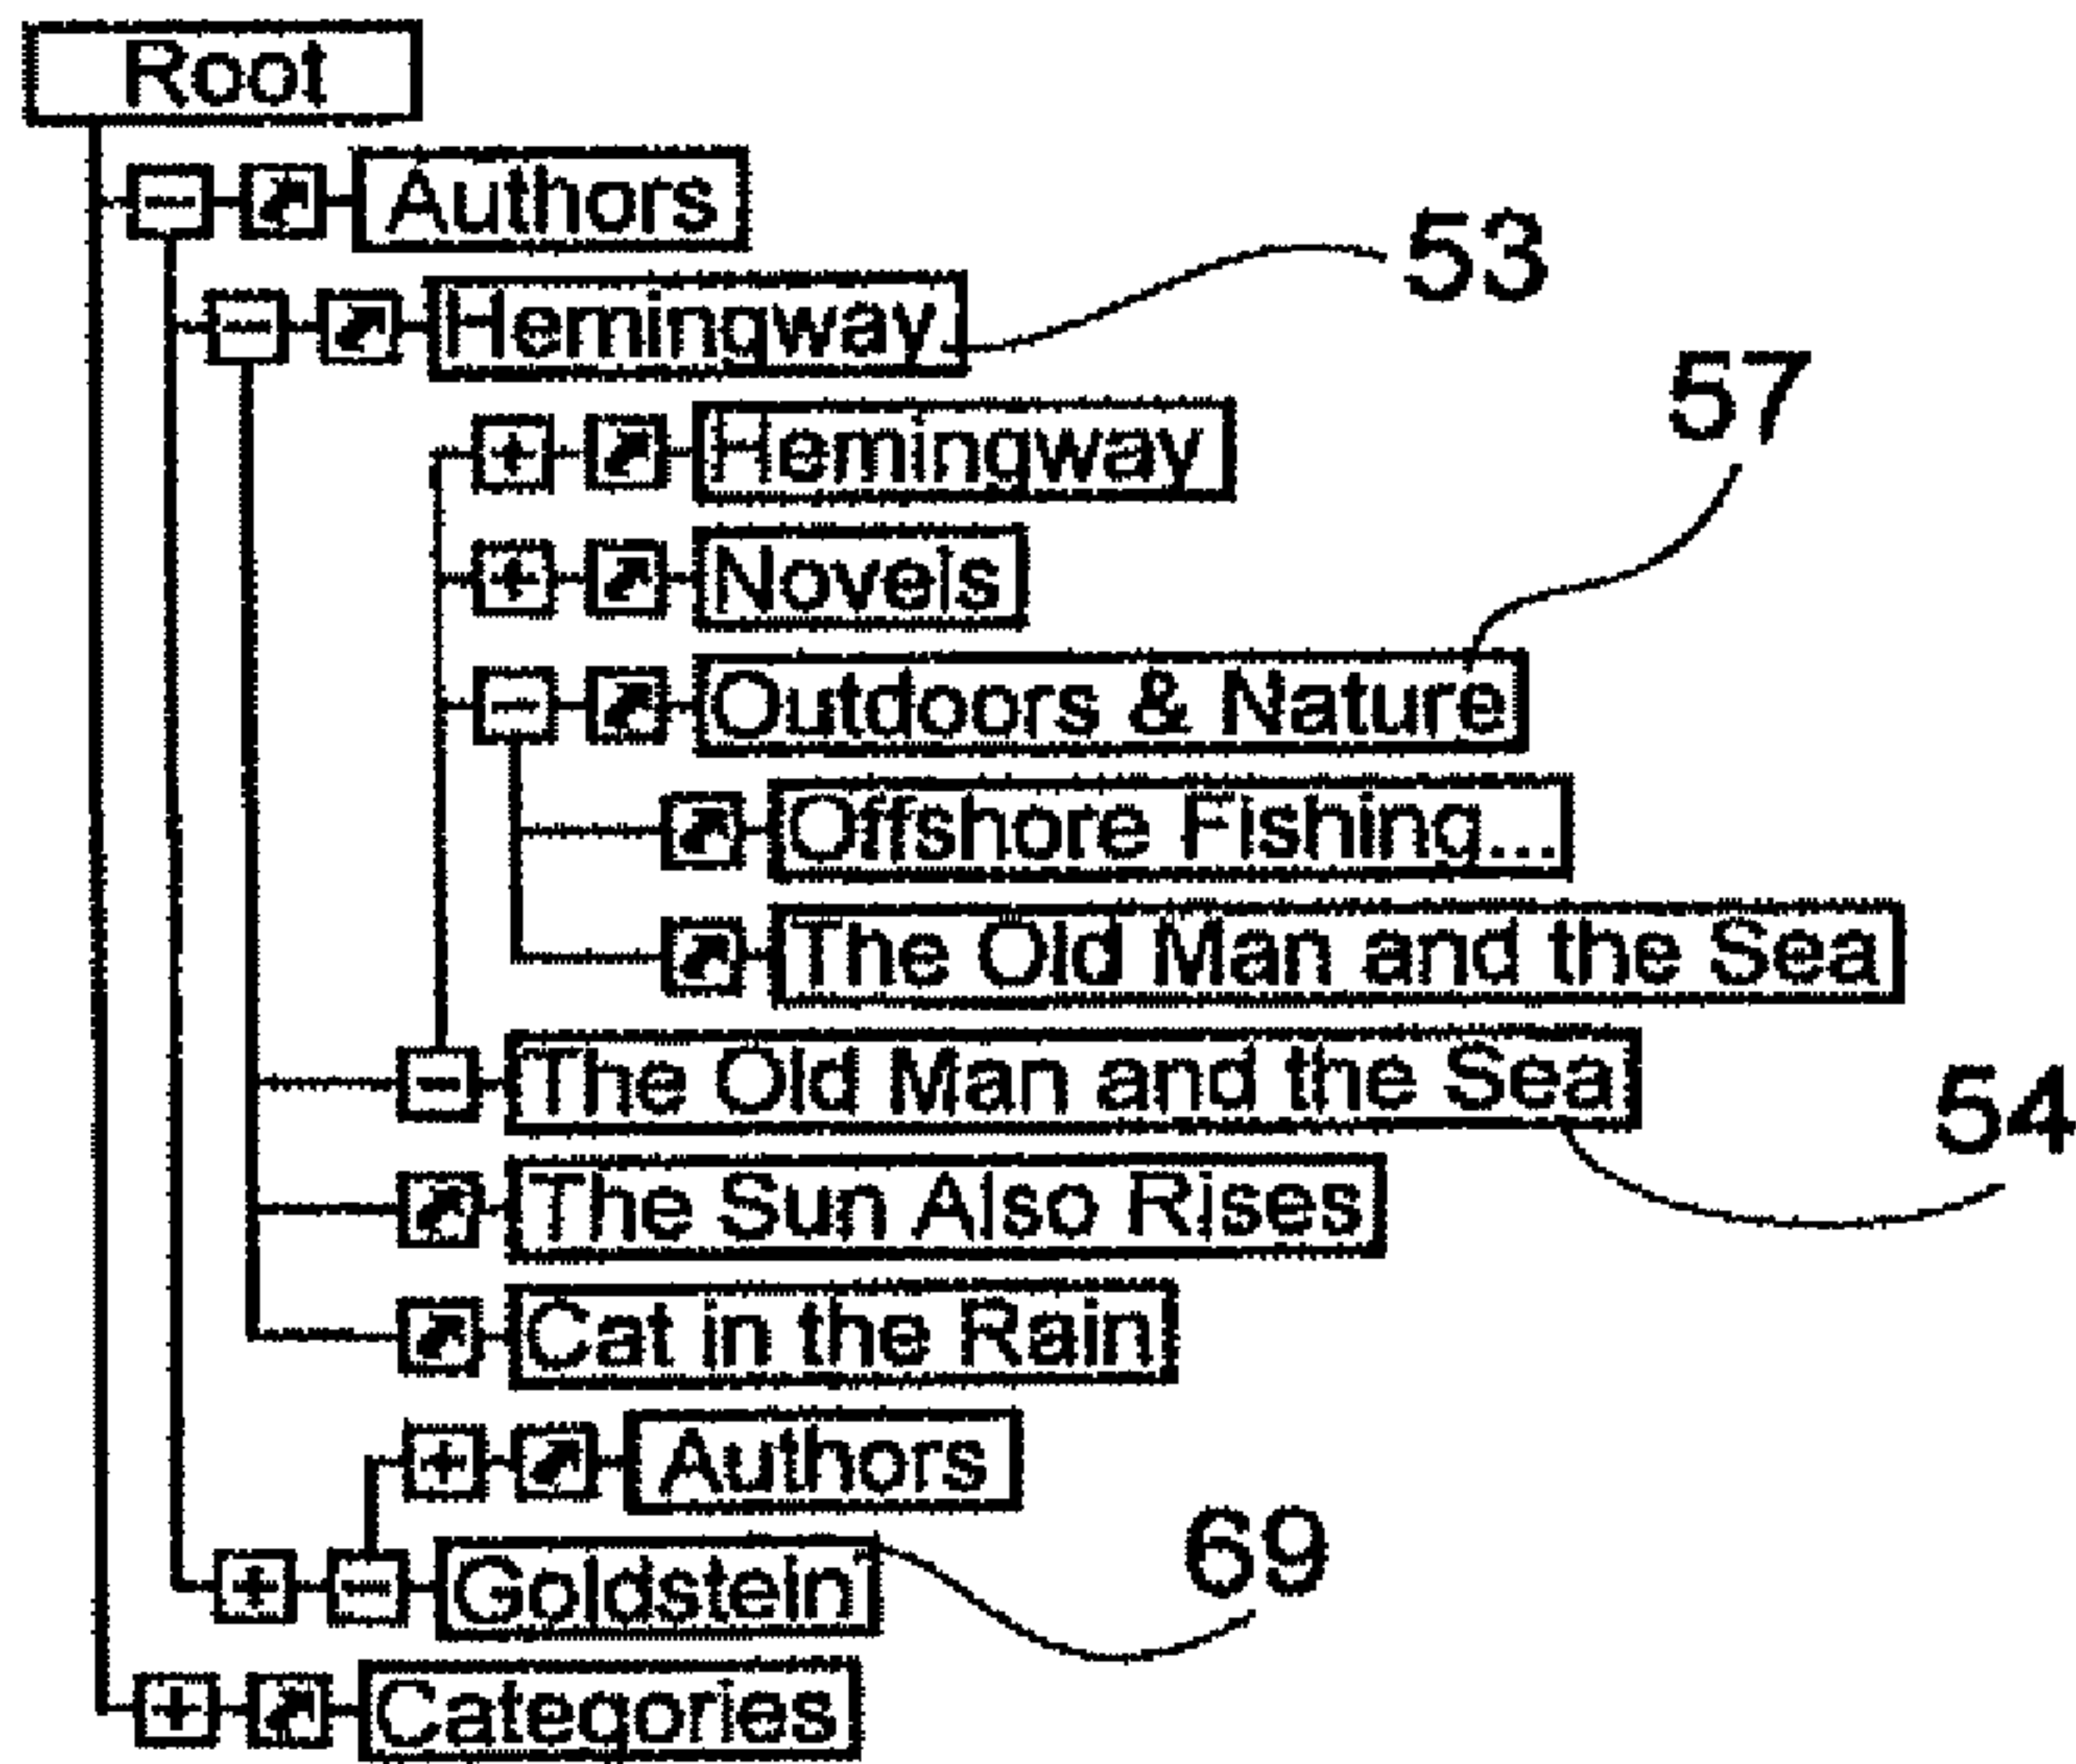 Root
Authors
53
Hemingway
57
Hemingway
Novels
Outdoors & Nature
Offshore Fishing...
The Old Man and the Sea
The Old Man and the Sea
54
The Sun Also Rises
Cat in the Rain
Authors
69
Goldstein
Categories